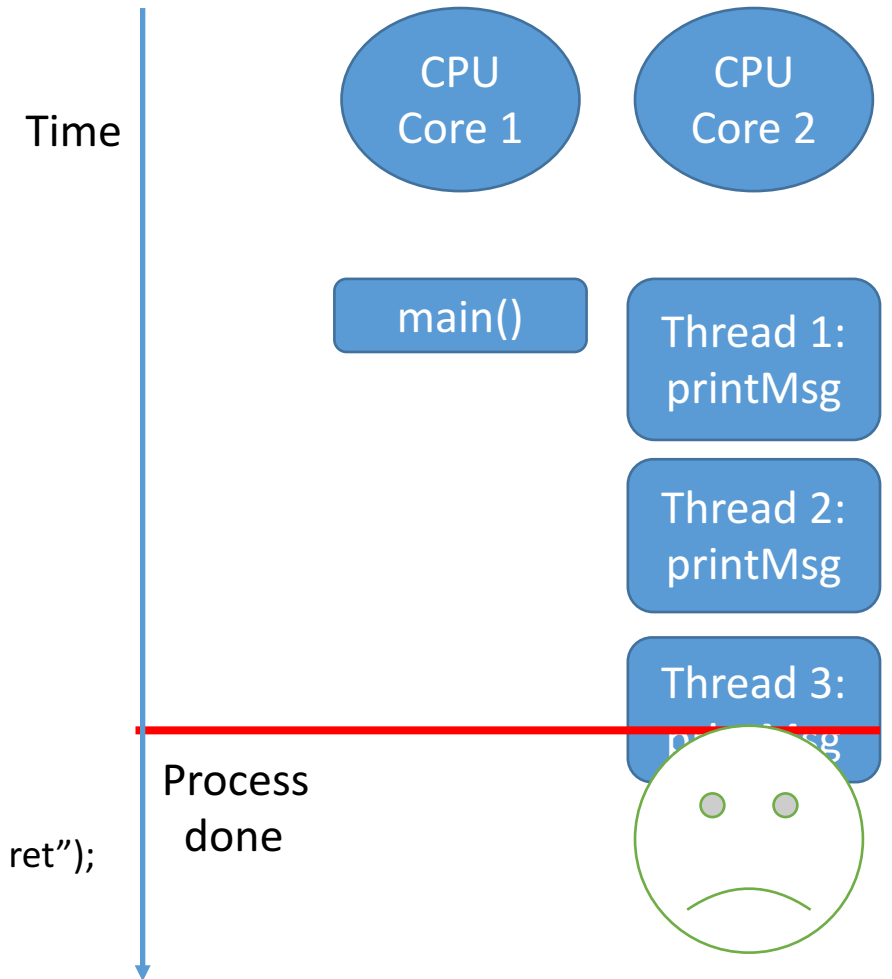 CPU
Core 1
CPU
Core 2
Time
main()
Thread 1:
printMsg
Thread 2:
printMsg
Thread 3:
printMsg
Process
done
ret”);